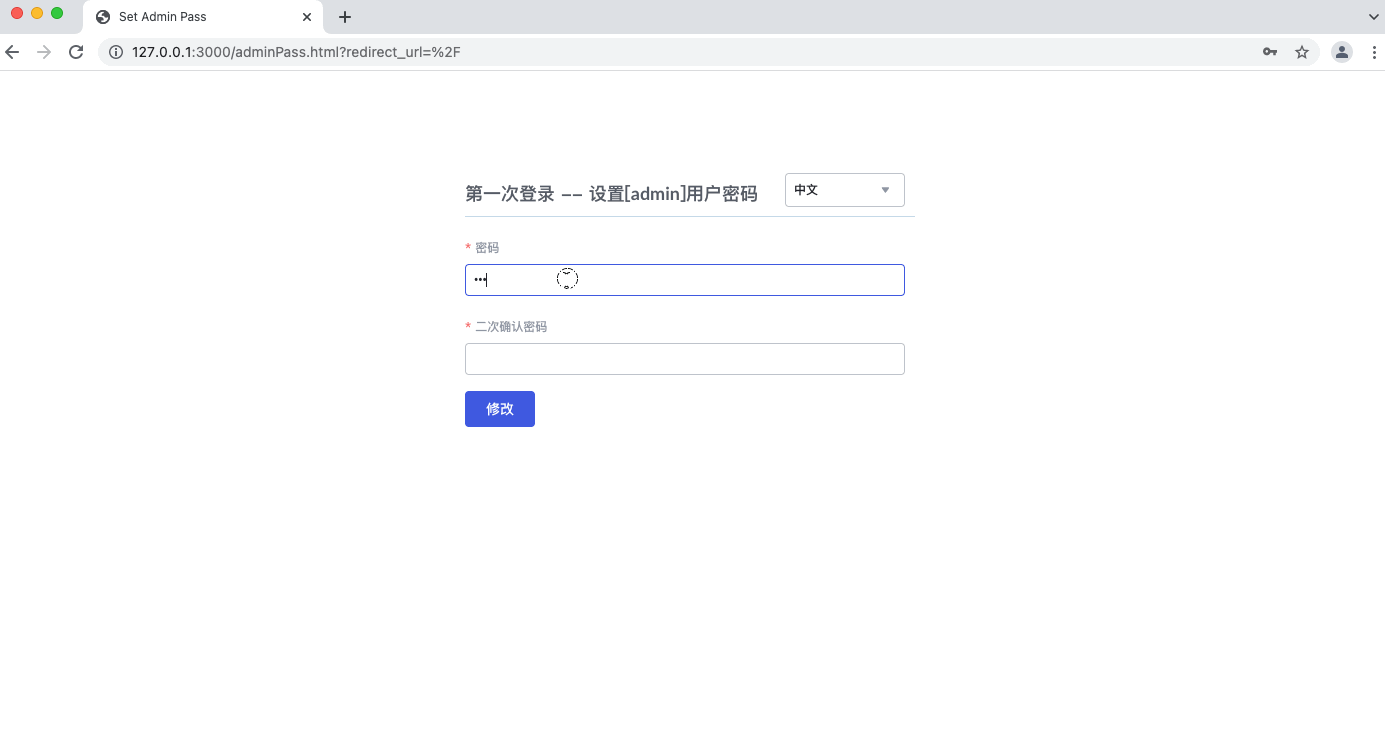 Set Admin Pass
127.0.0.1:3000/adminPass.html?redirect_url=%2F
第一次登录 -- 设置[admin]用户密码
中文
* 密码
•••
* 二次确认密码
修改